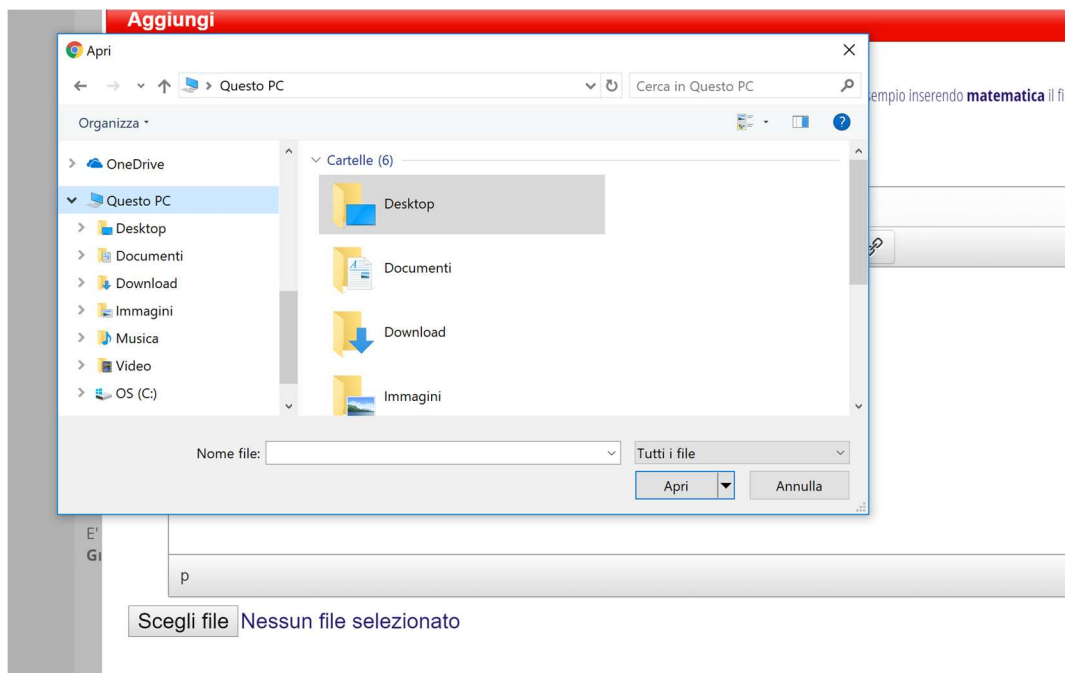 Aggiungi
Apri
Questo PC
Cerca in Questo PC
empio inserendo matematica il fi
Organizza
OneDrive
Questo PC
Desktop
Documenti
Download
Immagini
Musica
Video
OS (C:)
Cartelle (6)
Desktop
Documenti
Download
Immagini
Nome file:
Tutti i file
Apri
Annulla
E'
p
Scegli file Nessun file selezionato